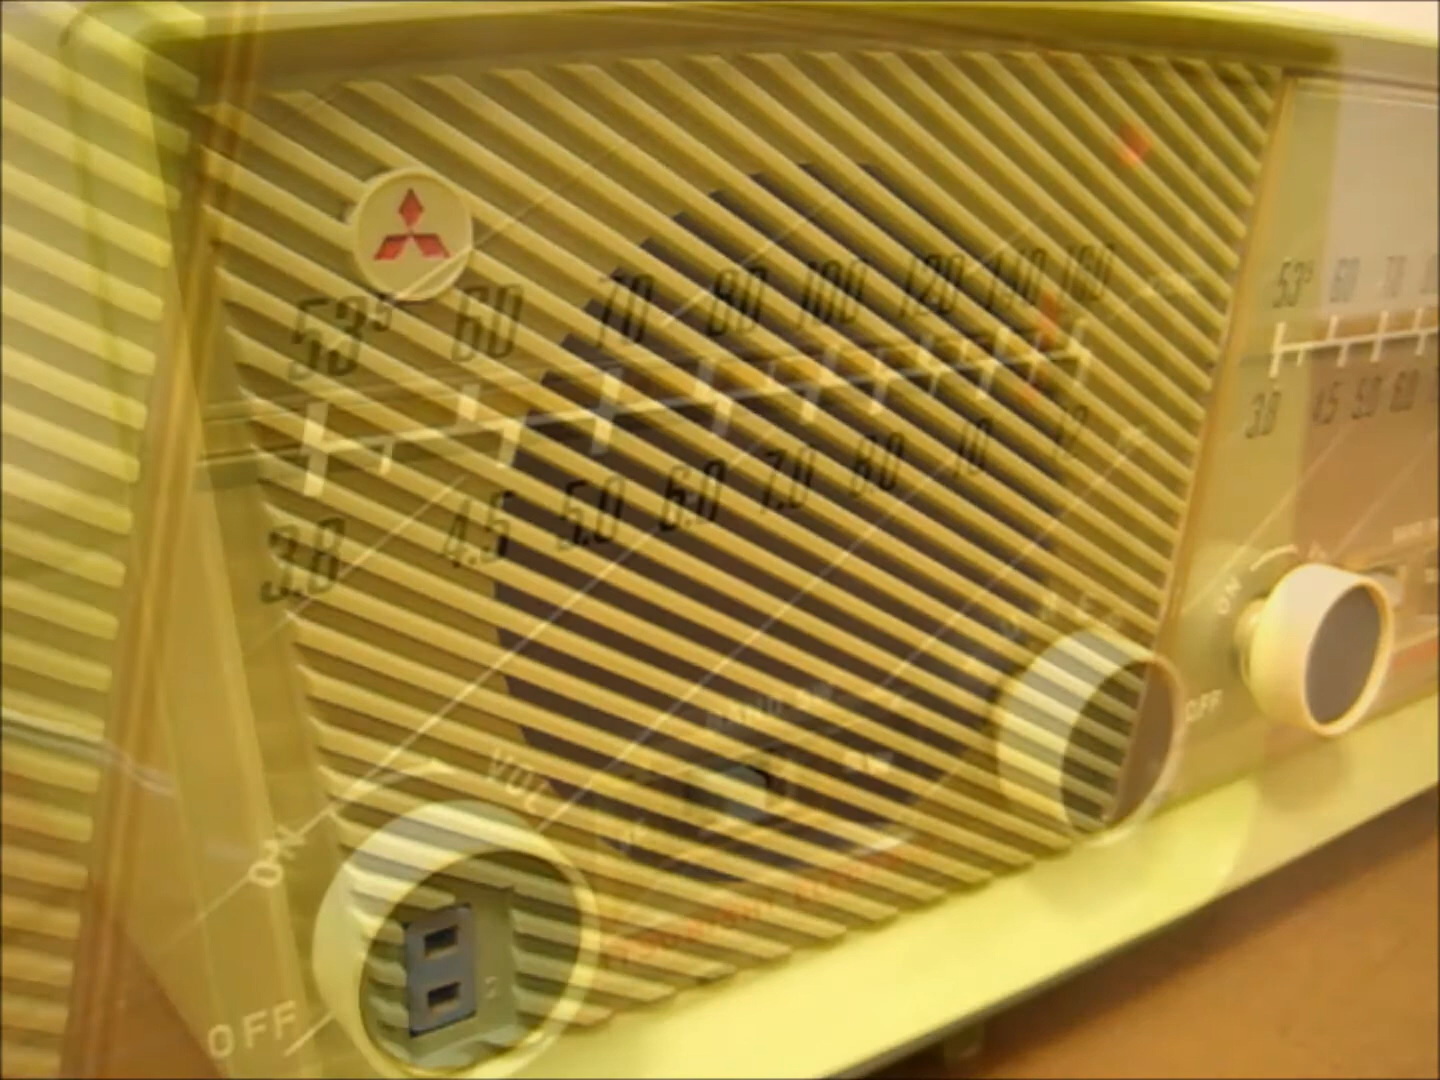 53⁵ 60 70 80 100 120 140 160
3.8 4.5 5.0 6.0 7.0 8.0 10 12
53⁵ 60 70
3.8 4.5 5.0 6.0
ON VOL
OFF
ON
OFF